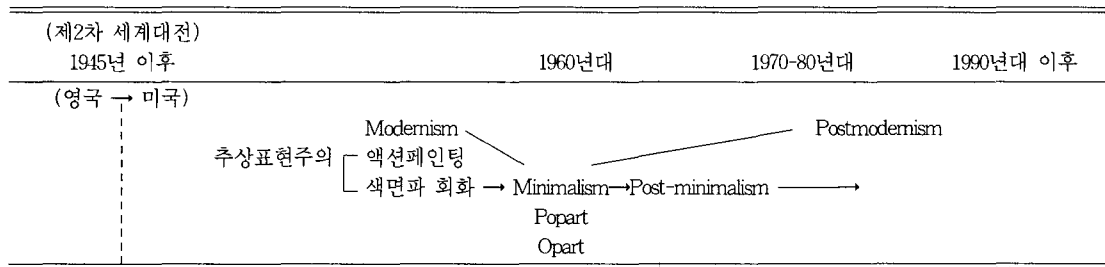 (제2차 세계대전)
1945년 이후 1960년대 1970-80년대 1990년대 이후
(영국 → 미국)
Modernism Postmodernism
추상표현주의 액션페인팅
색면파 회화 → Minimalism→Post-minimalism →
Popart
Opart